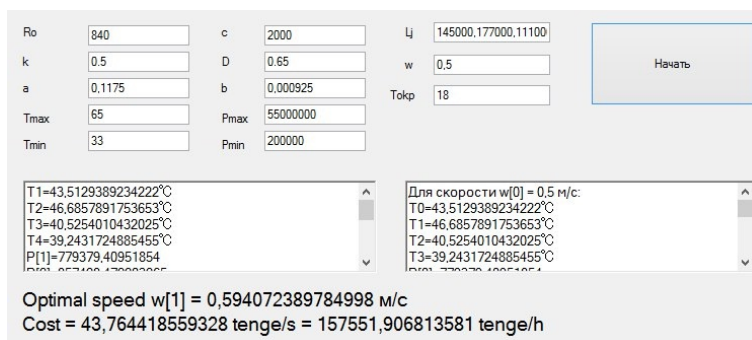 Ro 840 c 2000 Lj 145000,177000,11100
k 0.5 D 0.65 w 0,5 Начать
a 0,1175 b 0,000925 Токр 18
Tmax 65 Pmax 55000000
Tmin 33 Pmin 200000
T1=43,5129389234222°C
T2=46,6857891753653°C
T3=40,5254010432025°C
T4=39,2431724885455°C
P[1]=779379,40951854
Для скорости w[0] = 0,5 м/с:
T0=43,5129389234222°C
T1=46,6857891753653°C
T2=40,5254010432025°C
T3=39,2431724885455°C
Optimal speed w[1] = 0,594072389784998 м/с
Cost = 43,764418559328 tenge/s = 157551,906813581 tenge/h